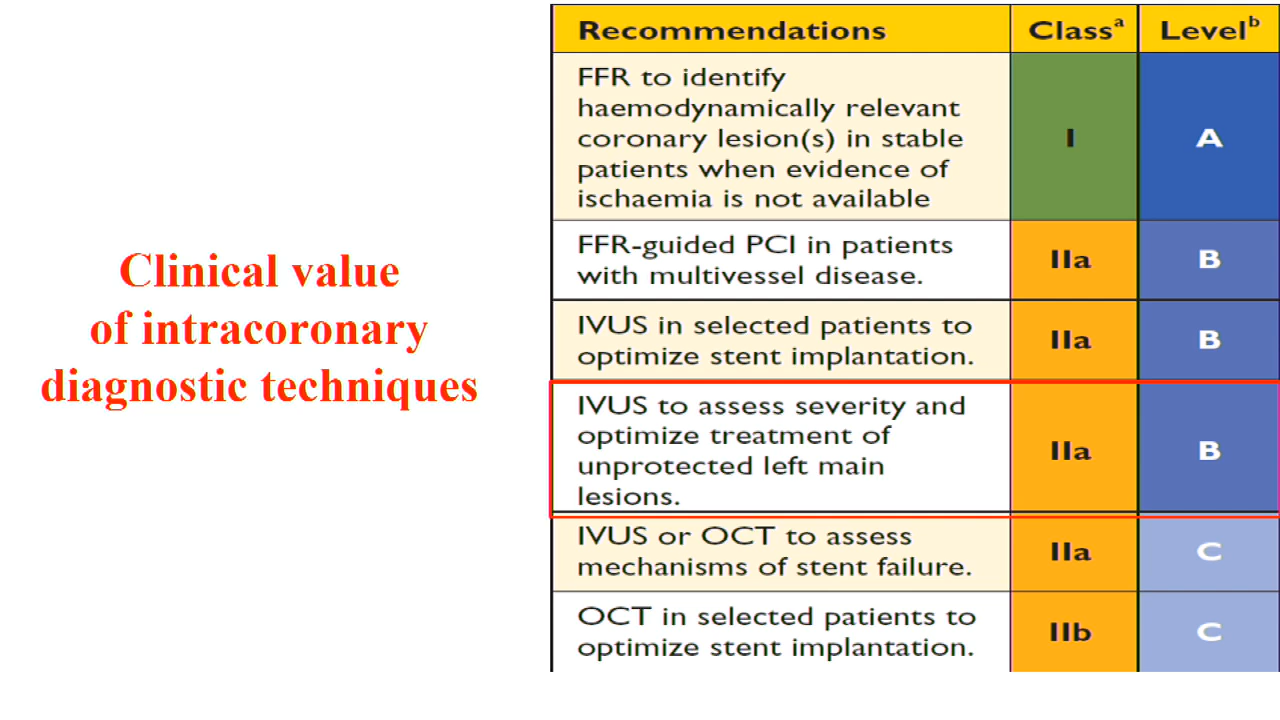 Clinical value
of intracoronary
diagnostic techniques
Recommendations Classᵃ Levelᵇ
FFR to identify
haemodynamically relevant
coronary lesion(s) in stable
patients when evidence of
ischaemia is not available
I A
FFR-guided PCI in patients
with multivessel disease.
IIa B
IVUS in selected patients to
optimize stent implantation.
IIa B
IVUS to assess severity and
optimize treatment of
unprotected left main
lesions.
IIa B
IVUS or OCT to assess
mechanisms of stent failure.
IIa C
OCT in selected patients to
optimize stent implantation.
IIb C